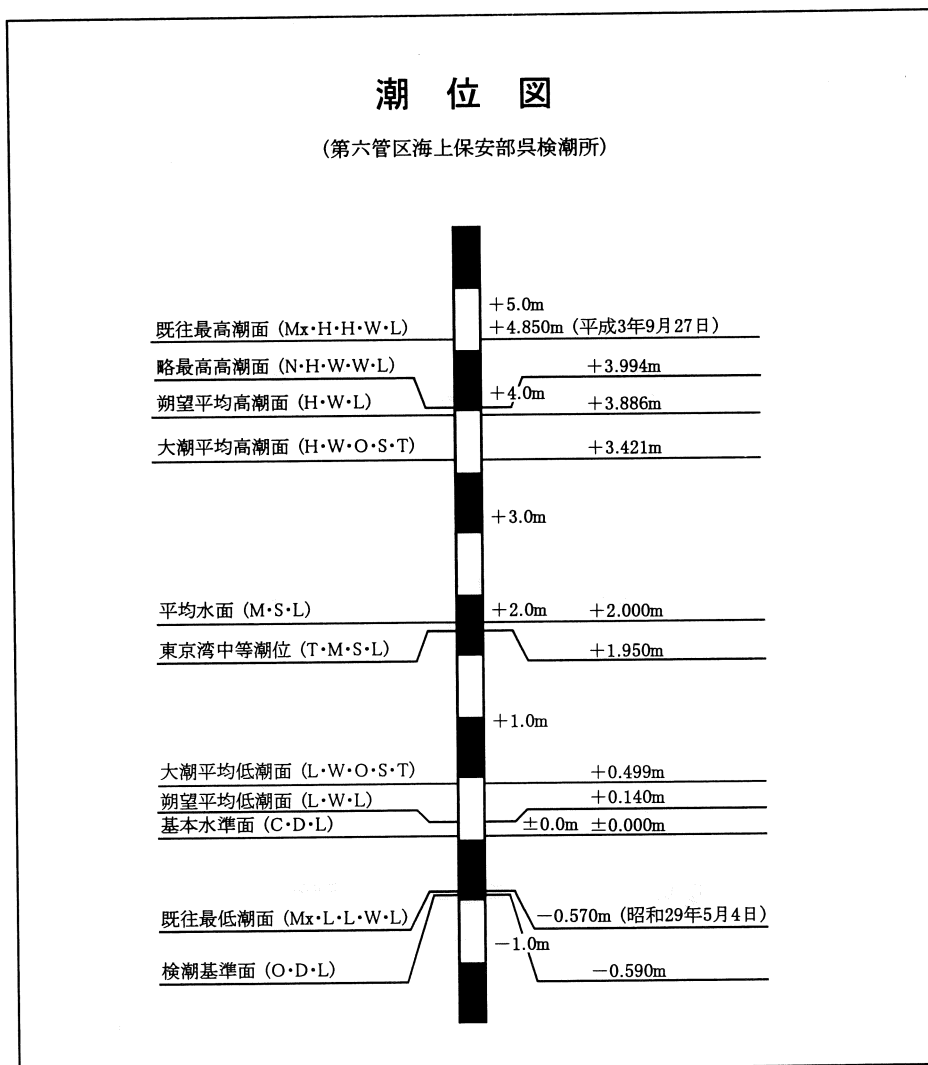 潮位図
(第六管区海上保安部呉検潮所)
+5.0m
既往最高潮面 (Mx・H・H・W・L) +4.850m (平成3年9月27日)
略最高高潮面 (N・H・W・W・L) +3.994m
+4.0m
朔望平均高潮面 (H・W・L) +3.886m
大潮平均高潮面 (H・W・O・S・T) +3.421m
+3.0m
平均水面 (M・S・L) +2.0m +2.000m
東京湾中等潮位 (T・M・S・L) +1.950m
+1.0m
大潮平均低潮面 (L・W・O・S・T) +0.499m
朔望平均低潮面 (L・W・L) +0.140m
基本水準面 (C・D・L) ±0.0m ±0.000m
既往最低潮面 (Mx・L・L・W・L) −0.570m (昭和29年5月4日)
−1.0m
検潮基準面 (O・D・L) −0.590m